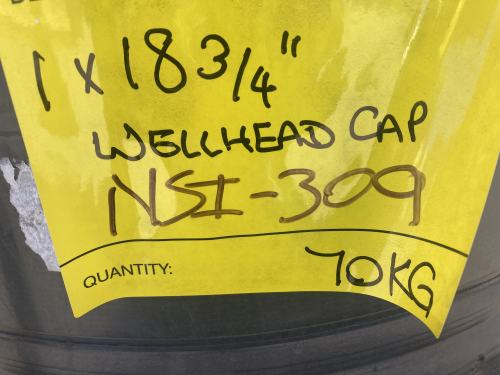 1 x 18 3/4"
WELLHEAD CAP
NSI-309
QUANTITY: 70KG